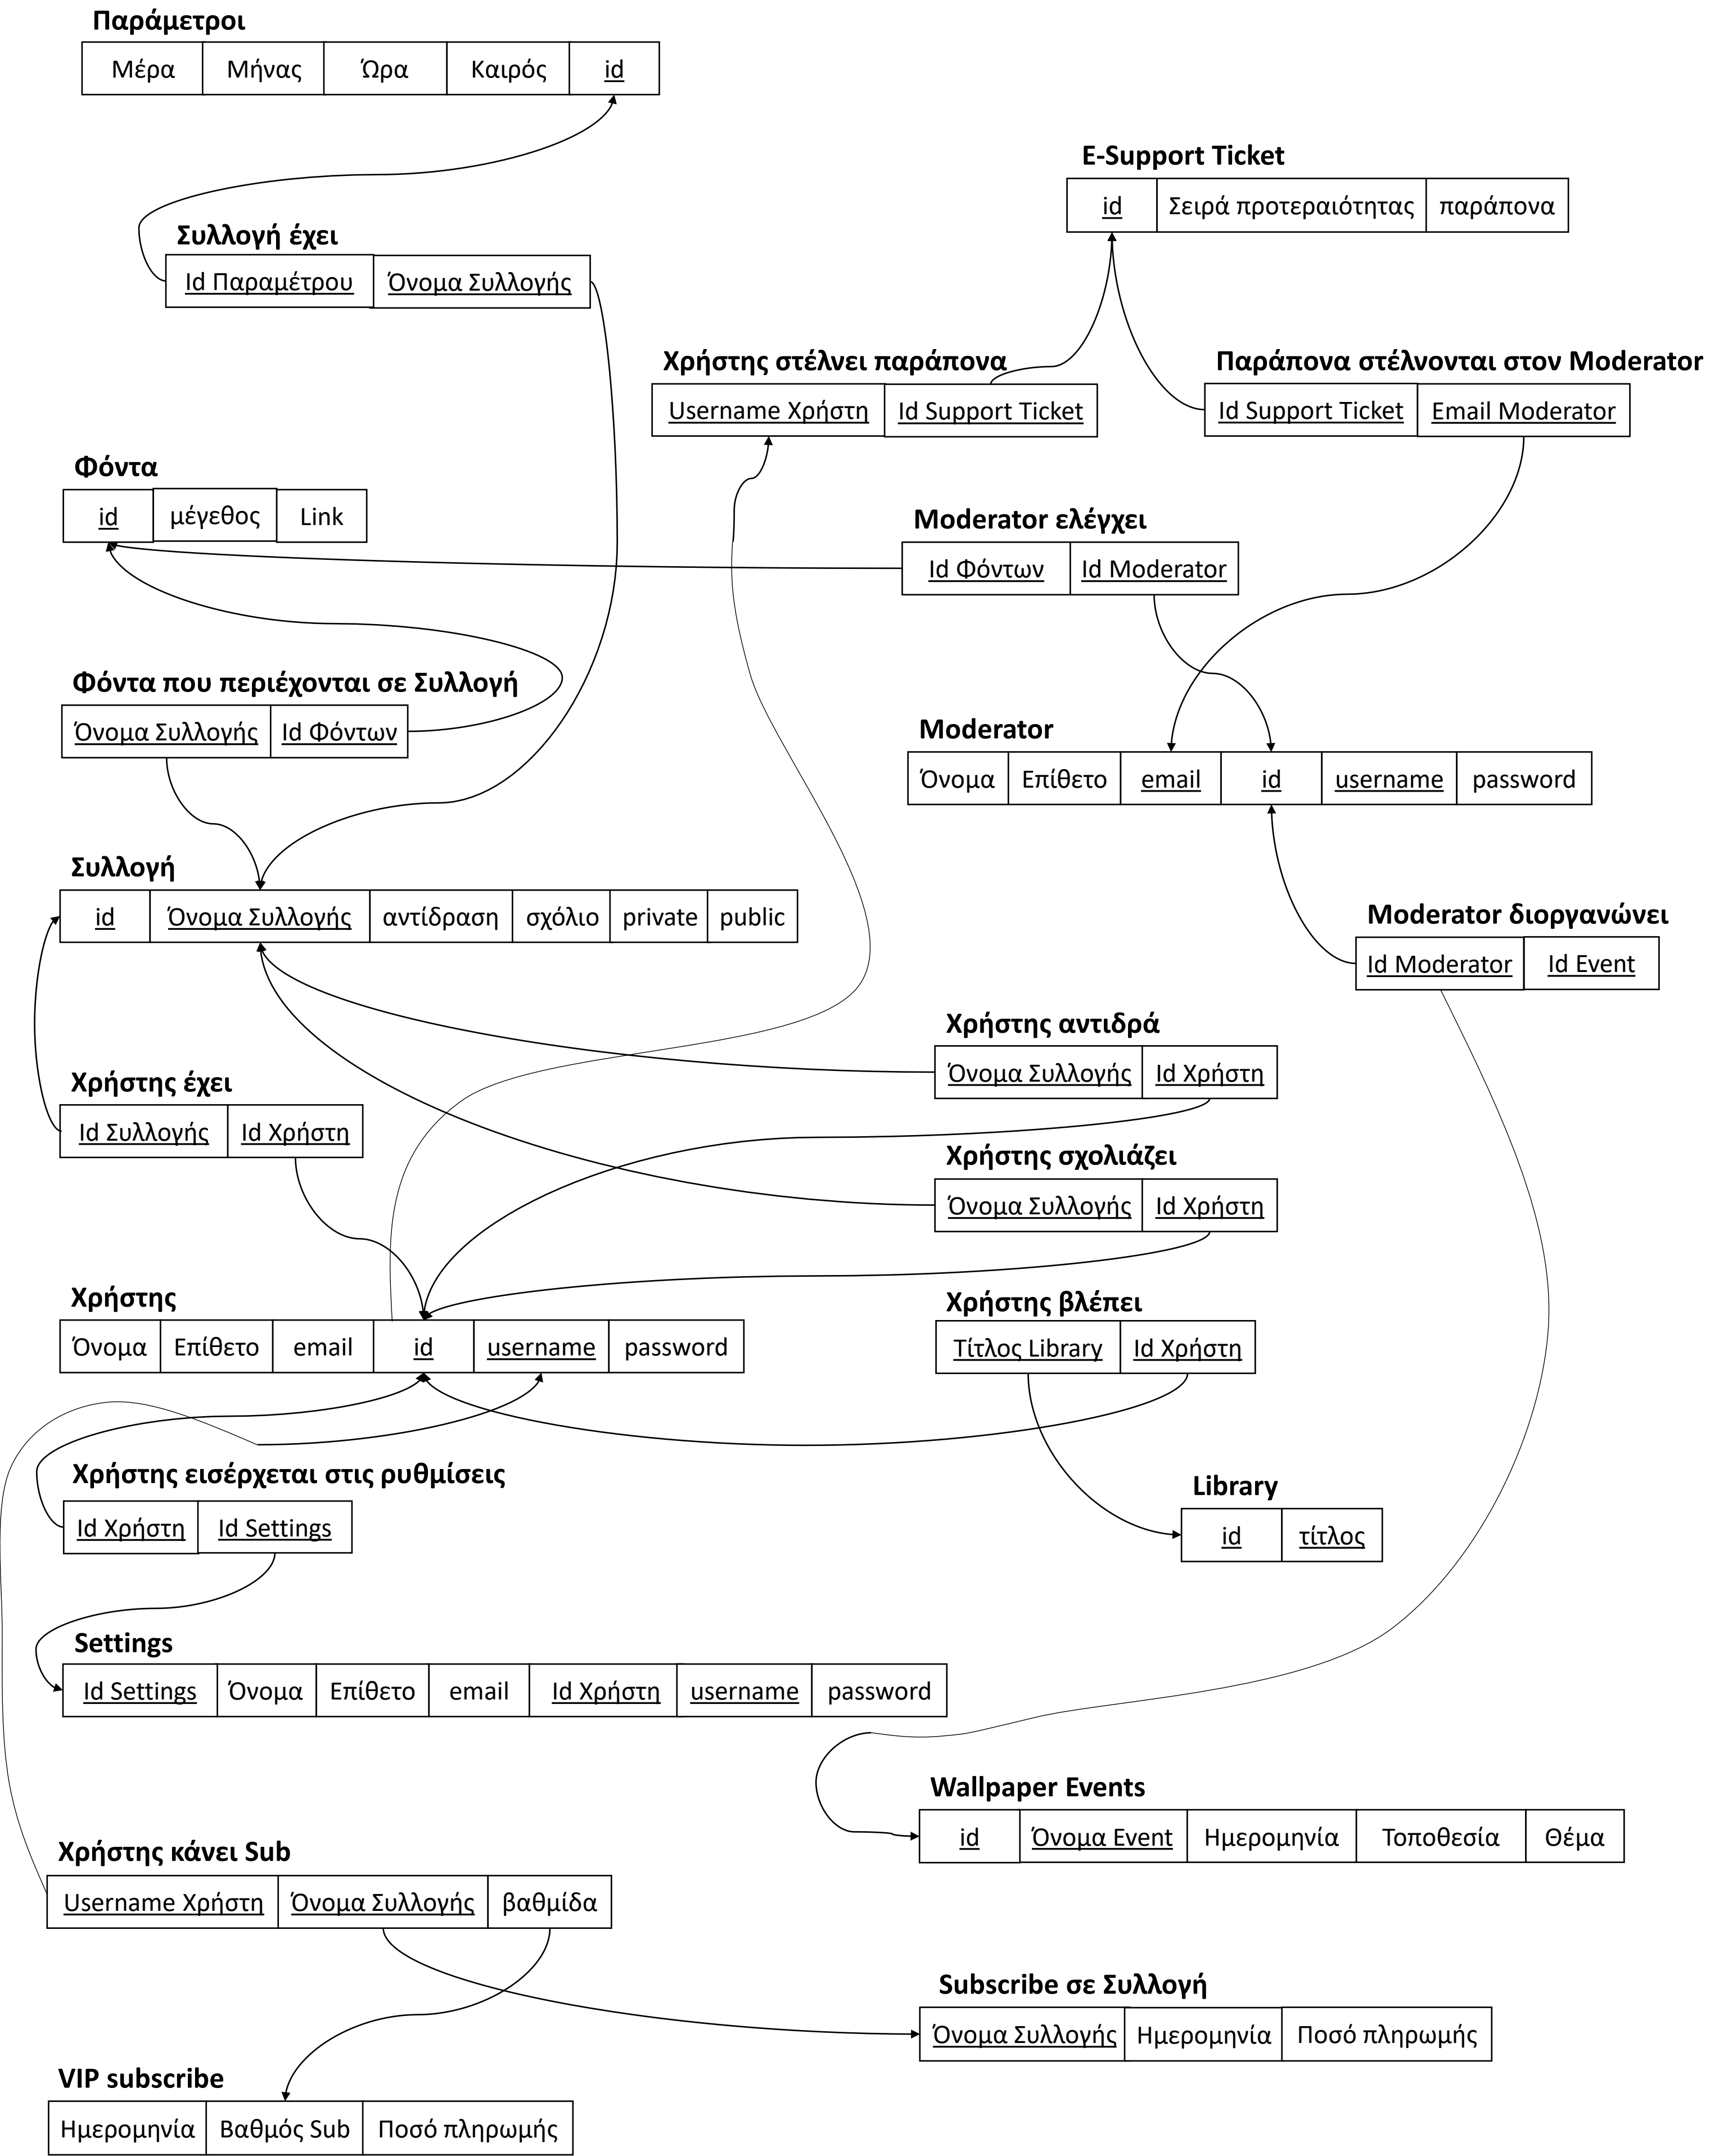 Παράμετροι
Μέρα Μήνας Ώρα Καιρός id
E-Support Ticket
id Σειρά προτεραιότητας παράπονα
Συλλογή έχει
Id Παραμέτρου Όνομα Συλλογής
Χρήστης στέλνει παράπονα
Username Χρήστη Id Support Ticket
Παράπονα στέλνονται στον Moderator
Id Support Ticket Email Moderator
Φόντα
id μέγεθος Link
Moderator ελέγχει
Id Φόντων Id Moderator
Φόντα που περιέχονται σε Συλλογή
Όνομα Συλλογής Id Φόντων
Moderator
Όνομα Επίθετο email id username password
Συλλογή
id Όνομα Συλλογής αντίδραση σχόλιο private public
Moderator διοργανώνει
Id Moderator Id Event
Χρήστης αντιδρά
Όνομα Συλλογής Id Χρήστη
Χρήστης έχει
Id Συλλογής Id Χρήστη
Χρήστης σχολιάζει
Όνομα Συλλογής Id Χρήστη
Χρήστης
Όνομα Επίθετο email id username password
Χρήστης βλέπει
Τίτλος Library Id Χρήστη
Χρήστης εισέρχεται στις ρυθμίσεις
Id Χρήστη Id Settings
Library
id τίτλος
Settings
Id Settings Όνομα Επίθετο email Id Χρήστη username password
Wallpaper Events
id Όνομα Event Ημερομηνία Τοποθεσία Θέμα
Χρήστης κάνει Sub
Username Χρήστη Όνομα Συλλογής βαθμίδα
Subscribe σε Συλλογή
Όνομα Συλλογής Ημερομηνία Ποσό πληρωμής
VIP subscribe
Ημερομηνία Βαθμός Sub Ποσό πληρωμής